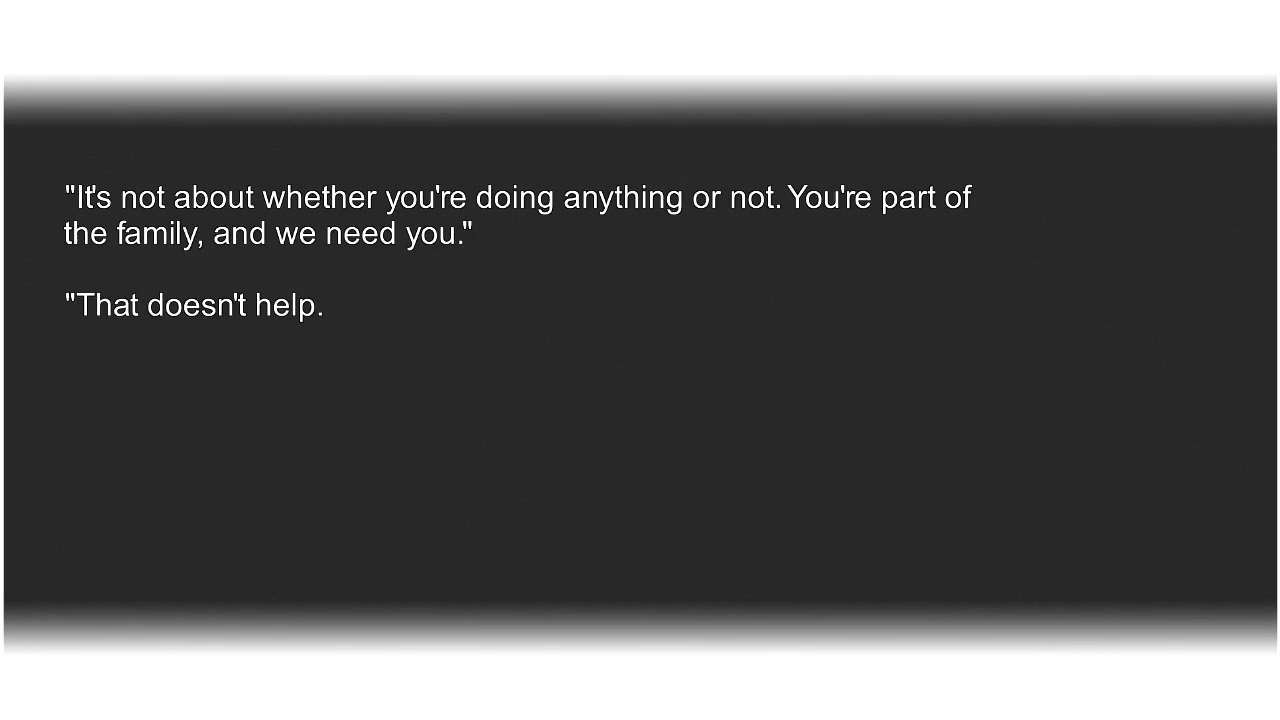 "It's not about whether you're doing anything or not. You're part of
the family, and we need you."
"That doesn't help.